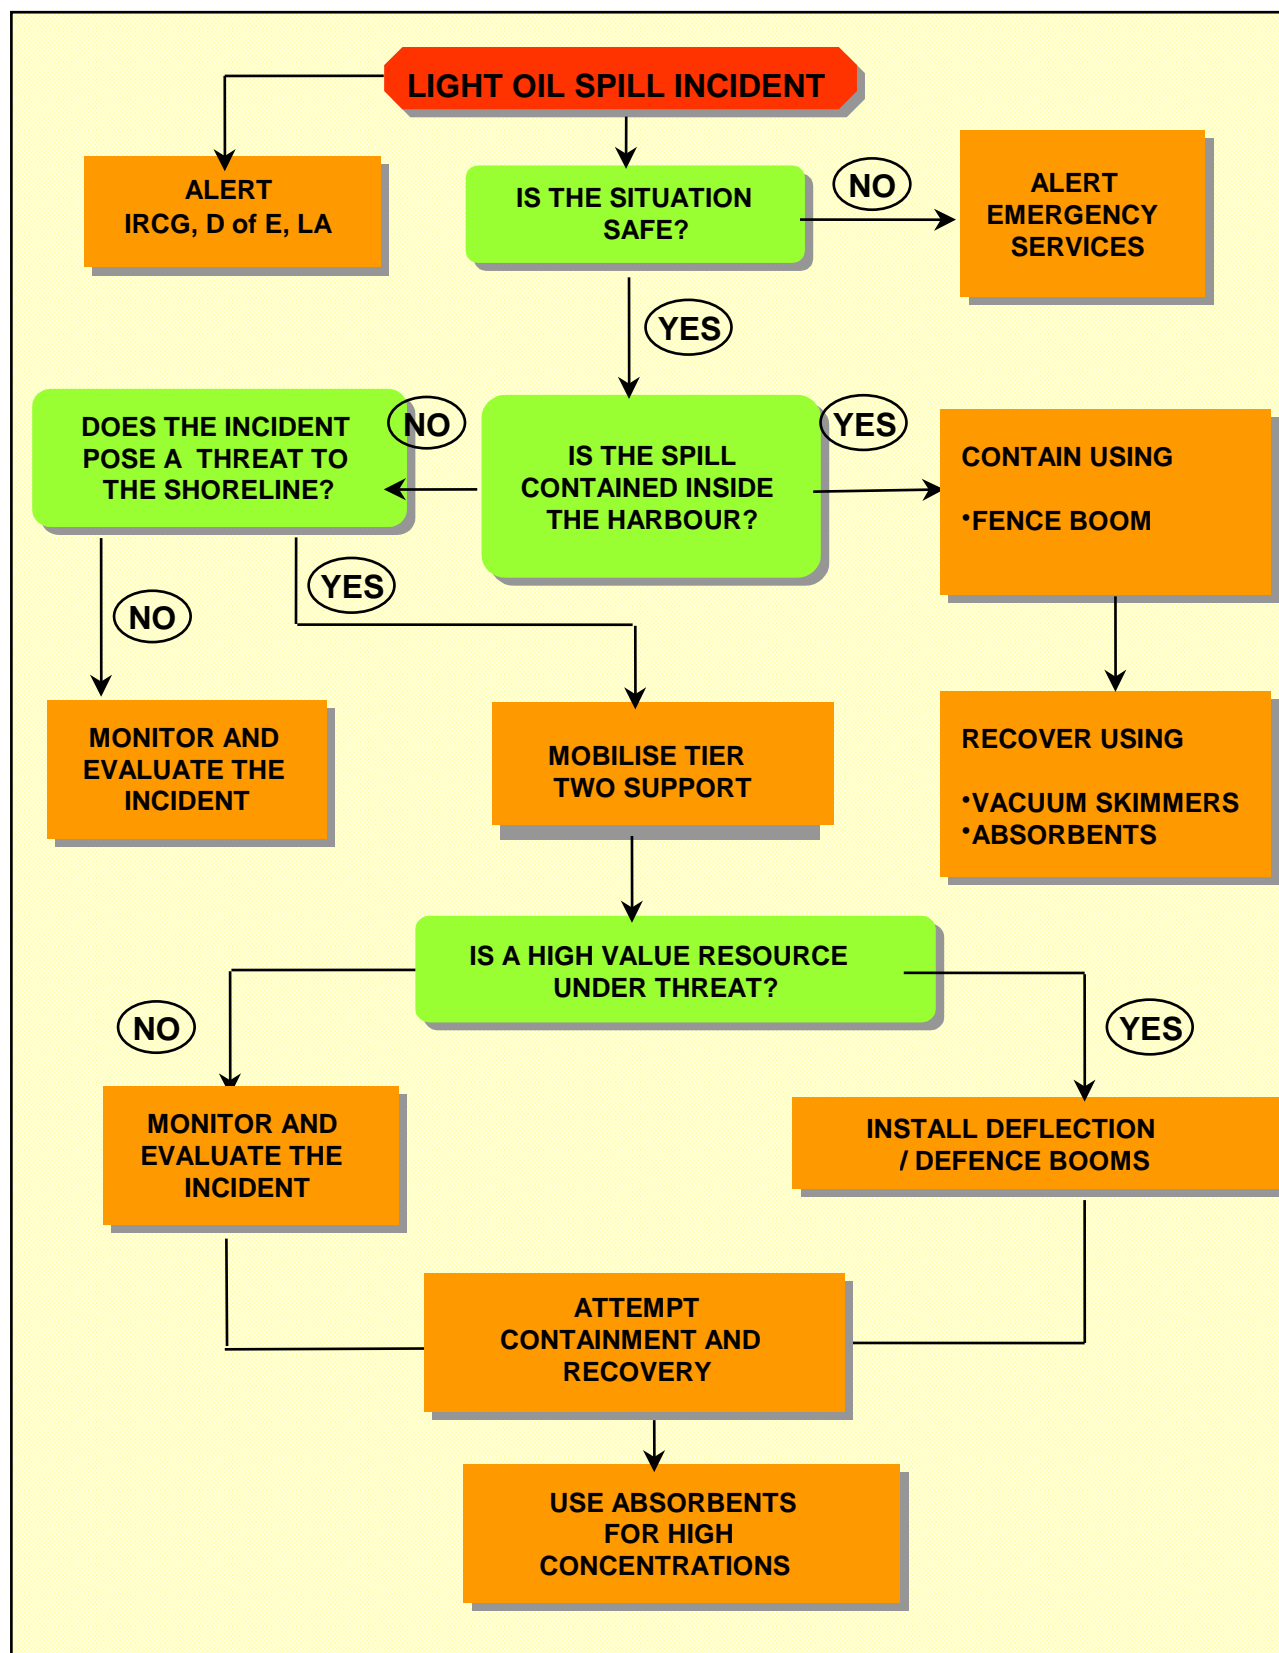 LIGHT OIL SPILL INCIDENT
ALERT
IRCG, D of E, LA
IS THE SITUATION
SAFE?
NO
ALERT
EMERGENCY
SERVICES
YES
DOES THE INCIDENT
POSE A THREAT TO
THE SHORELINE?
NO
IS THE SPILL
CONTAINED INSIDE
THE HARBOUR?
YES
CONTAIN USING
•FENCE BOOM
NO
YES
MONITOR AND
EVALUATE THE
INCIDENT
MOBILISE TIER
TWO SUPPORT
RECOVER USING
•VACUUM SKIMMERS
•ABSORBENTS
IS A HIGH VALUE RESOURCE
UNDER THREAT?
NO
YES
MONITOR AND
EVALUATE THE
INCIDENT
INSTALL DEFLECTION
/ DEFENCE BOOMS
ATTEMPT
CONTAINMENT AND
RECOVERY
USE ABSORBENTS
FOR HIGH
CONCENTRATIONS